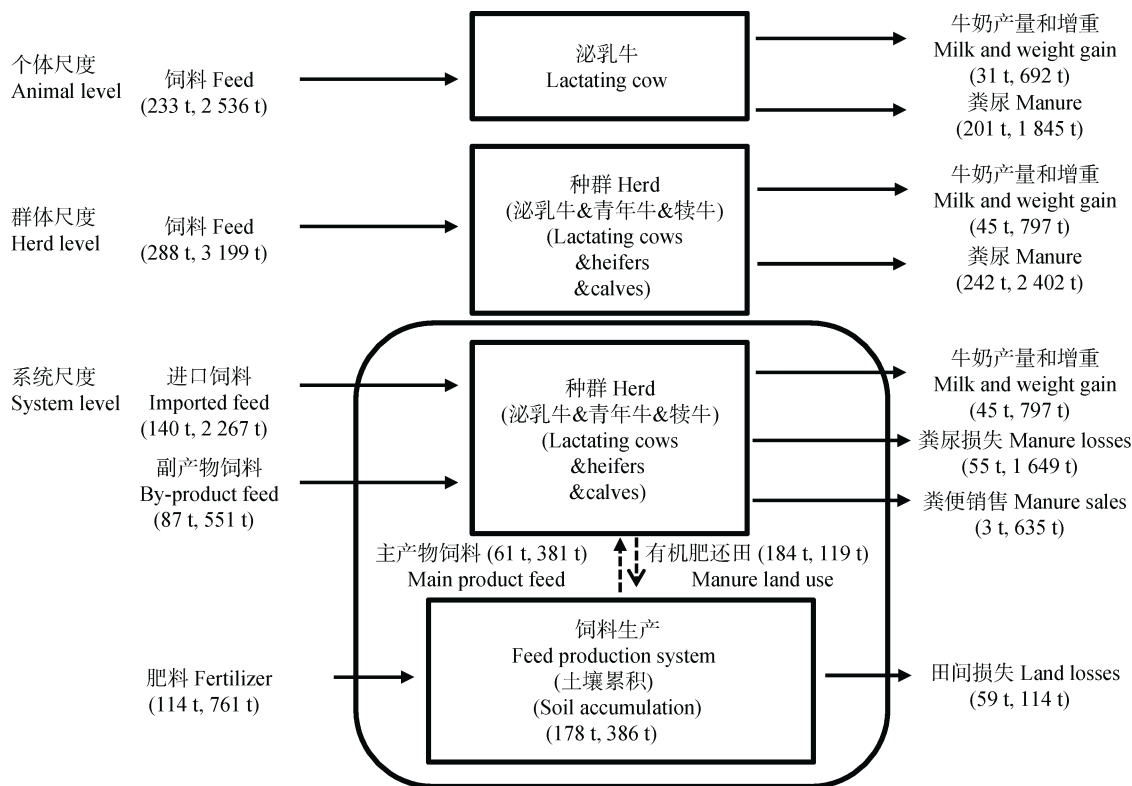 个体尺度
Animal level
饲料 Feed
(233 t, 2 536 t)
泌乳牛
Lactating cow
牛奶产量和增重
Milk and weight gain
(31 t, 692 t)
粪尿 Manure
(201 t, 1 845 t)
群体尺度
Herd level
饲料 Feed
(288 t, 3 199 t)
种群 Herd
(泌乳牛&青年牛&犊牛)
(Lactating cows
&heifers
&calves)
牛奶产量和增重
Milk and weight gain
(45 t, 797 t)
粪尿 Manure
(242 t, 2 402 t)
系统尺度
System level
进口饲料
Imported feed
(140 t, 2 267 t)
副产物饲料
By-product feed
(87 t, 551 t)
种群 Herd
(泌乳牛&青年牛&犊牛)
(Lactating cows
&heifers
&calves)
牛奶产量和增重
Milk and weight gain
(45 t, 797 t)
粪尿损失 Manure losses
(55 t, 1 649 t)
粪便销售 Manure sales
(3 t, 635 t)
主产物饲料 (61 t, 381 t)
Main product feed
有机肥还田 (184 t, 119 t)
Manure land use
肥料 Fertilizer
(114 t, 761 t)
饲料生产
Feed production system
(土壤累积)
(Soil accumulation)
(178 t, 386 t)
田间损失 Land losses
(59 t, 114 t)